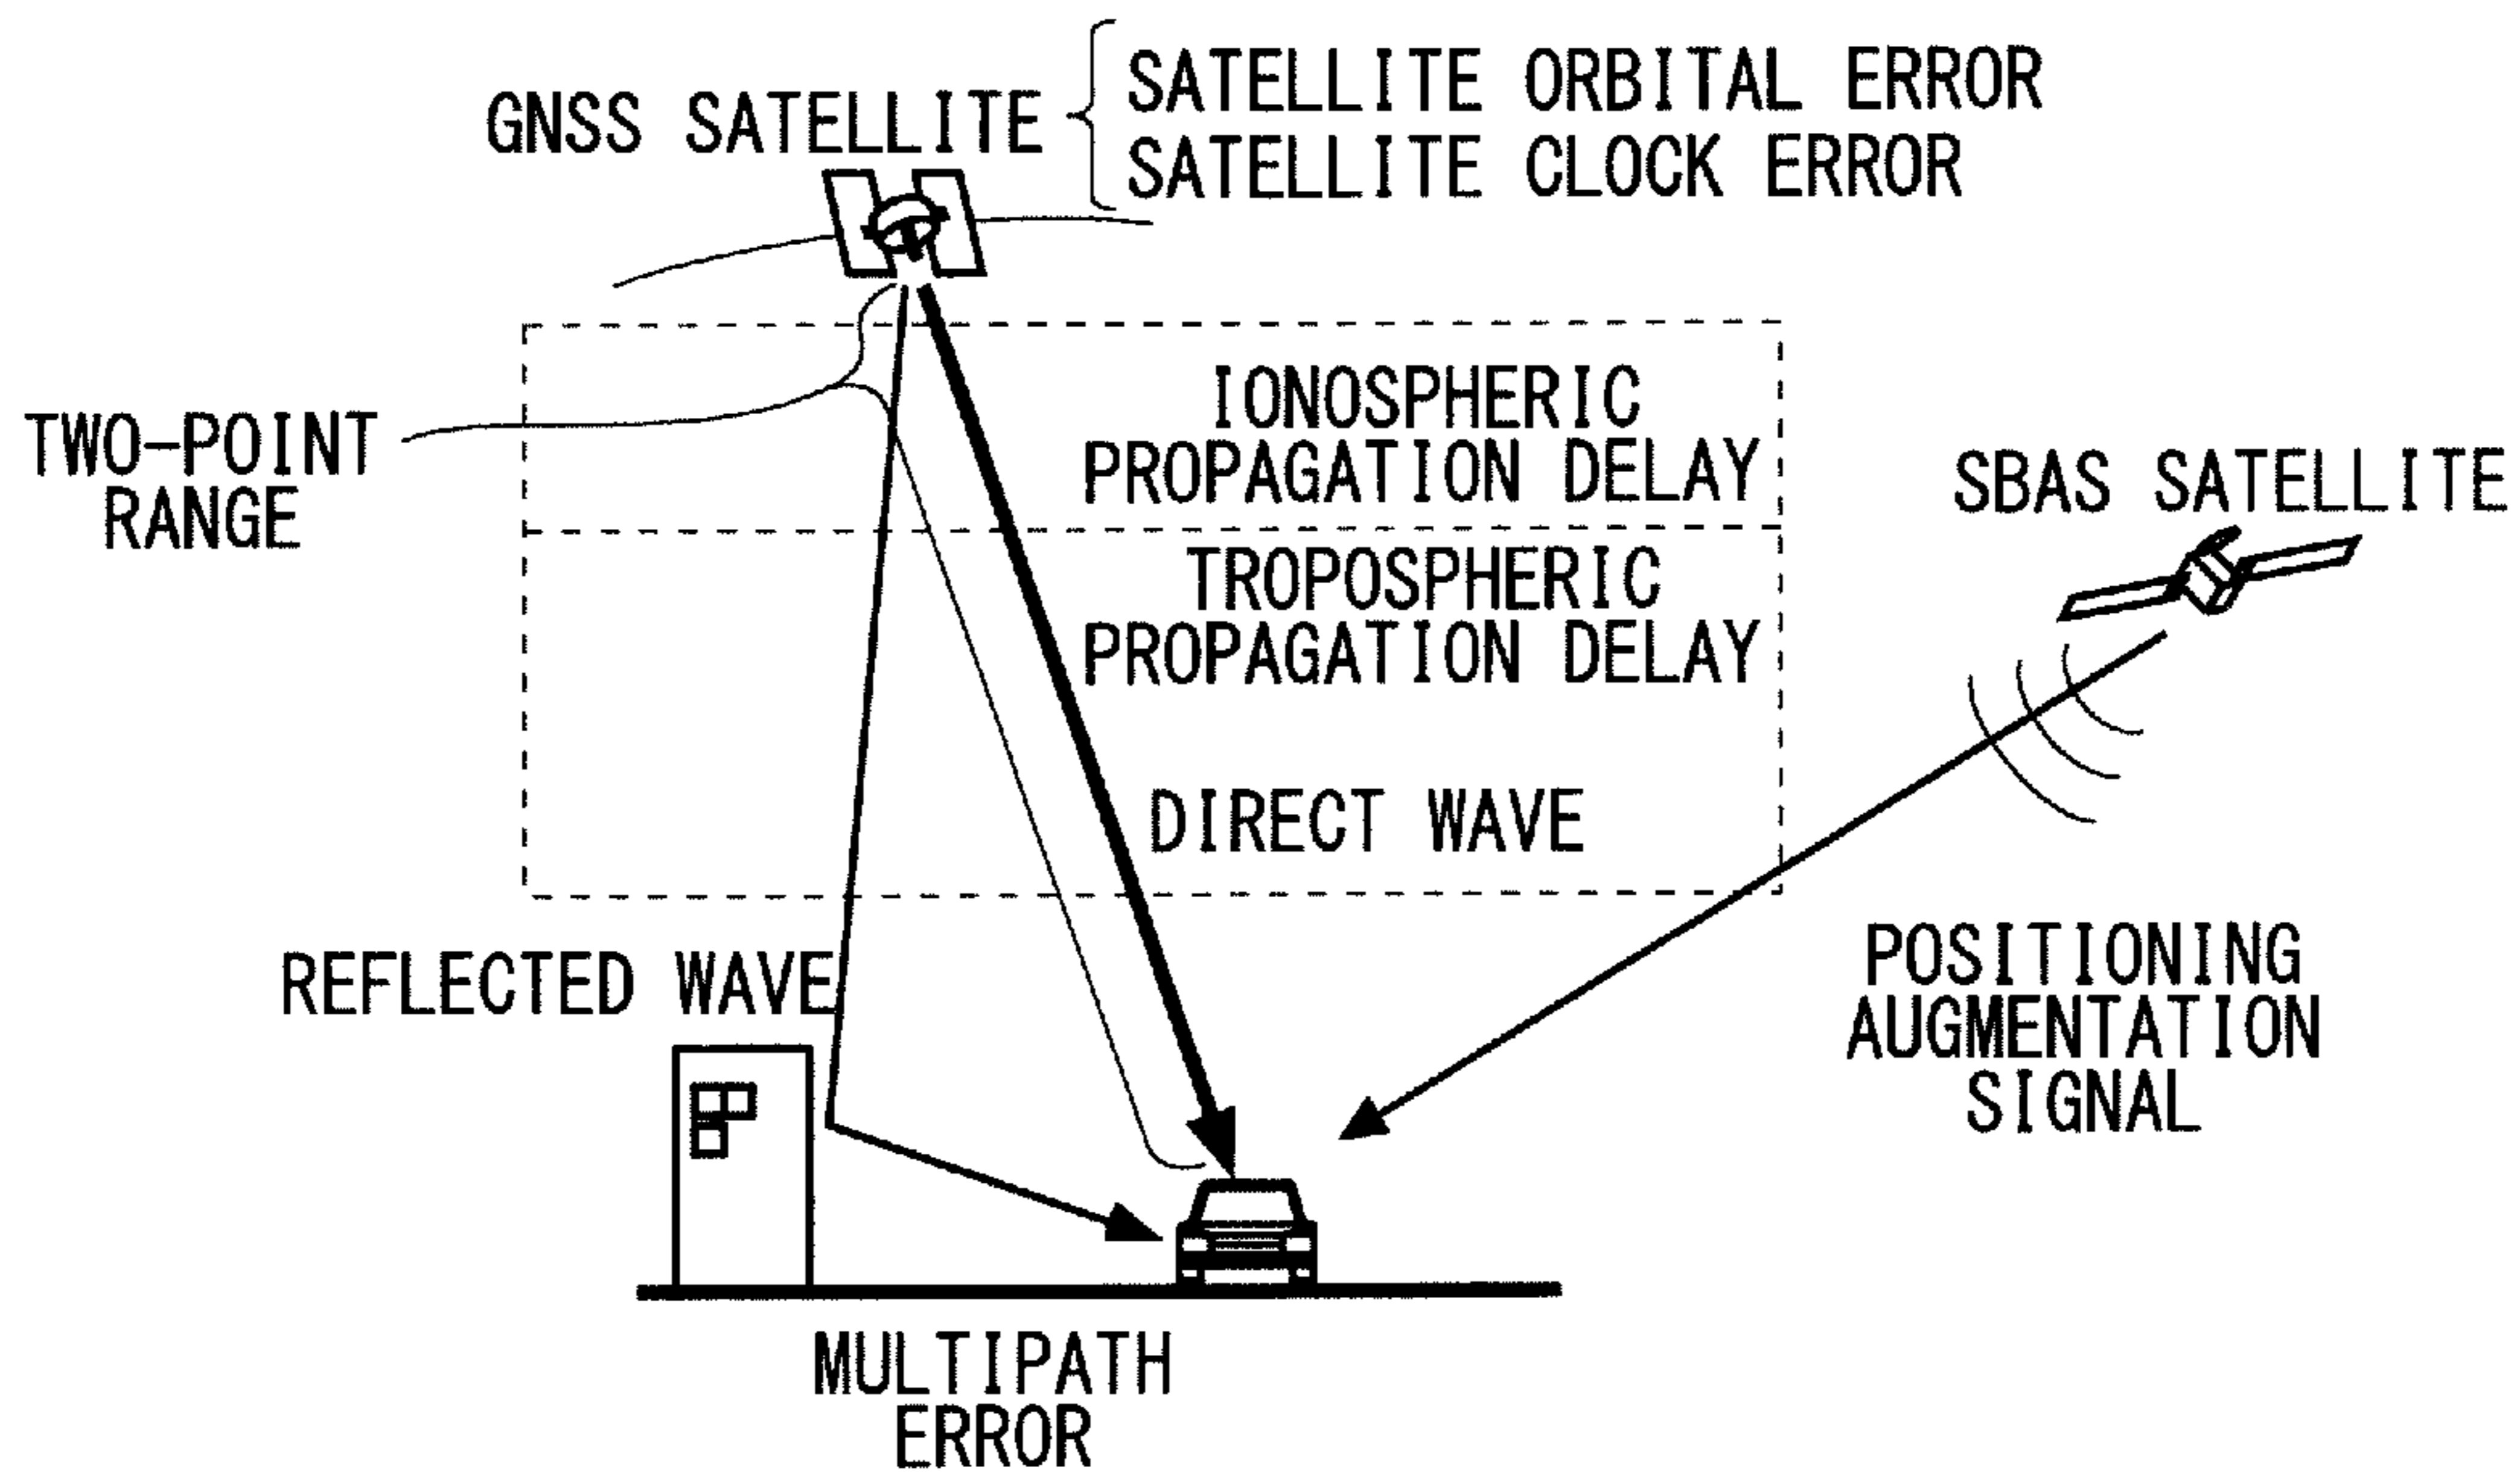 GNSS SATELLITE
SATELLITE ORBITAL ERROR
SATELLITE CLOCK ERROR
TWO-POINT
RANGE
IONOSPHERIC
PROPAGATION DELAY
TROPOSPHERIC
PROPAGATION DELAY
SBAS SATELLITE
DIRECT WAVE
REFLECTED WAVE
POSITIONING
AUGMENTATION
SIGNAL
MULTIPATH
ERROR